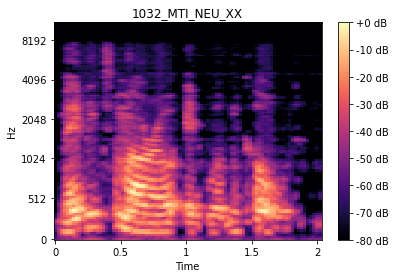 1032_MTI_NEU_XX
+0 dB
8192
-10 dB
4096
-20 dB
-30 dB
2048
Hz
-40 dB
1024
-50 dB
512
-60 dB
-70 dB
0
-80 dB
0 0.5 1 1.5 2
Time